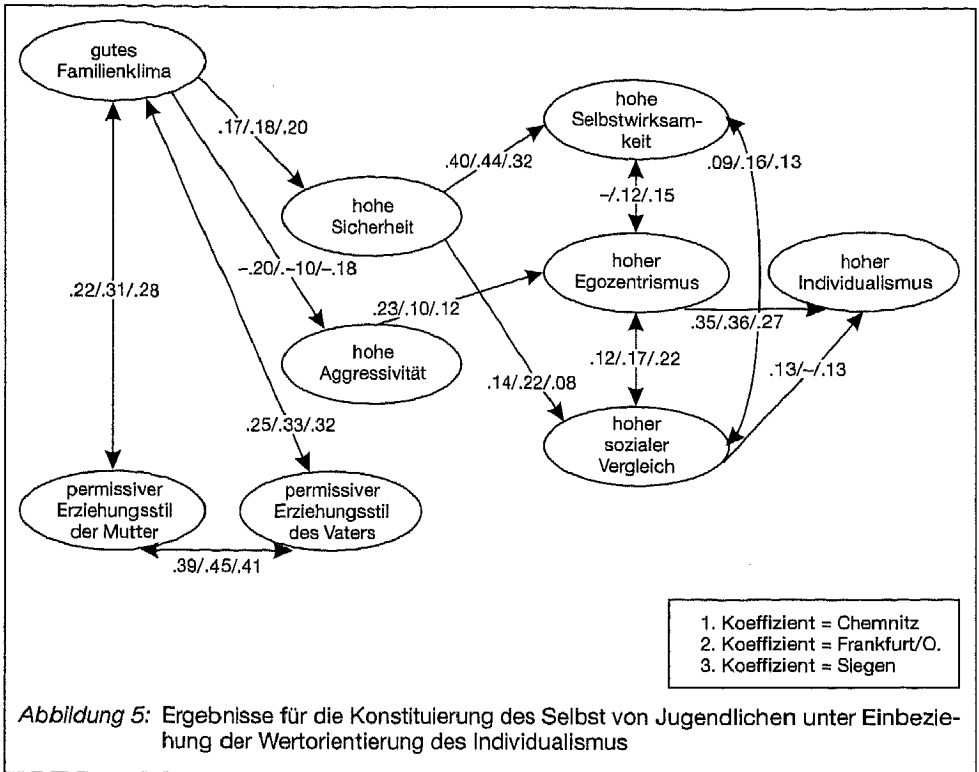 gutes
Familienklima
.17/.18/.20
hohe
Selbstwirksam-
keit
.40/.44/.32
.09/.16/.13
hohe
Sicherheit
–/.12/.15
–.20/.–10/–.18
hoher
Egozentrismus
hoher
Individualismus
.22/.31/.28
.23/.10/.12
.35/.36/.27
hohe
Aggressivität
.12/.17/.22
.14/.22/.08
.13/–/.13
.25/.33/.32
hoher
sozialer
Vergleich
permissiver
Erziehungsstil
der Mutter
permissiver
Erziehungsstil
des Vaters
.39/.45/.41
1. Koeffizient = Chemnitz
2. Koeffizient = Frankfurt/O.
3. Koeffizient = Siegen
Abbildung 5: Ergebnisse für die Konstituierung des Selbst von Jugendlichen unter Einbezie-
hung der Wertorientierung des Individualismus